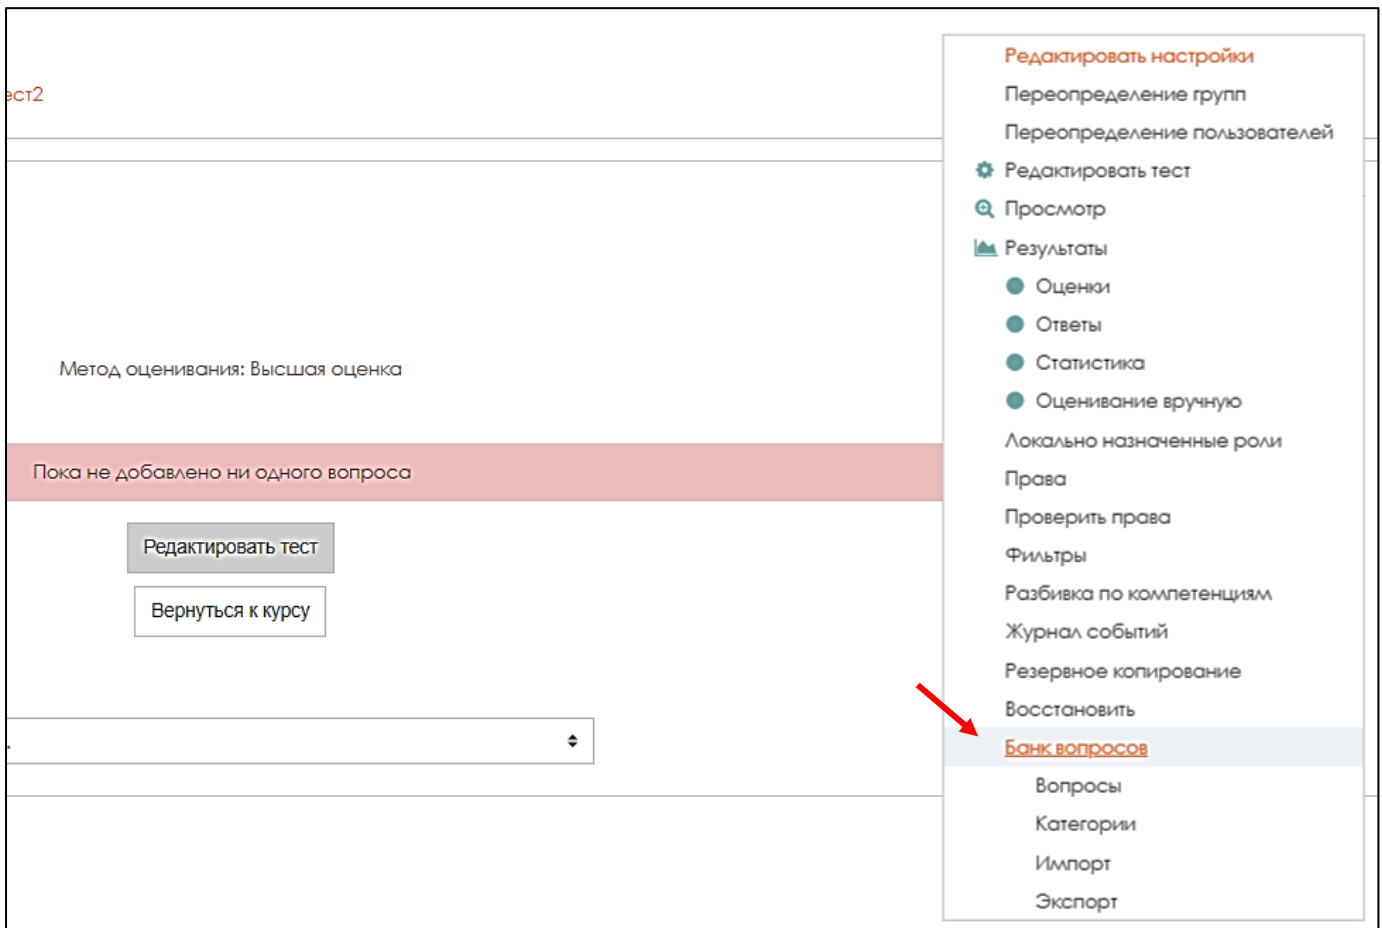 ест2
Метод оценивания: Высшая оценка
Пока не добавлено ни одного вопроса
Редактировать тест
Вернуться к курсу
Редактировать настройки
Переопределение групп
Переопределение пользователей
Редактировать тест
Просмотр
Результаты
Оценки
Ответы
Статистика
Оценивание вручную
Локально назначенные роли
Права
Проверить права
Фильтры
Разбивка по компетенциям
Журнал событий
Резервное копирование
Восстановить
Банк вопросов
Вопросы
Категории
Импорт
Экспорт